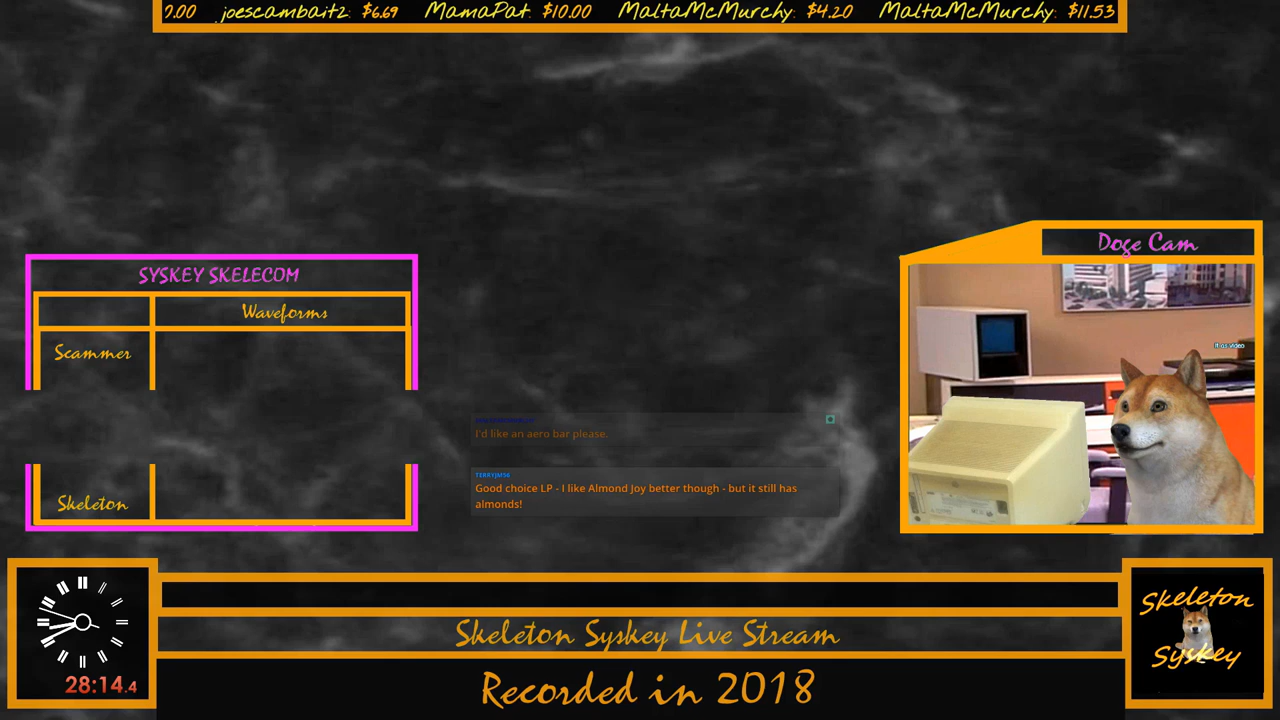 0.00 joescambait2: $6.69 MamaPat: $10.00 MaltaMcMurchy: $4.20 MaltaMcMurchy: $11.53
Doge Cam
SYSKEY SKELECOM
Waveforms
Scammer
I'd like an aero bar please.
TERRYJM56
Good choice LP - I like Almond Joy better though - but it still has
almonds!
Skeleton
Skeleton Syskey Live Stream
Recorded in 2018
28:14.4
Skeleton
Syskey